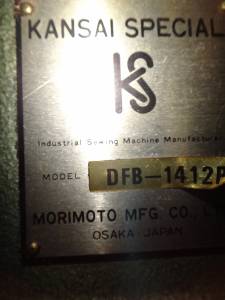 KANSAI SPECIAL
KS
Industrial Sewing Machine Manufacturer
MODEL DFB-1412P
MORIMOTO MFG. CO., L
OSAKA JAPAN